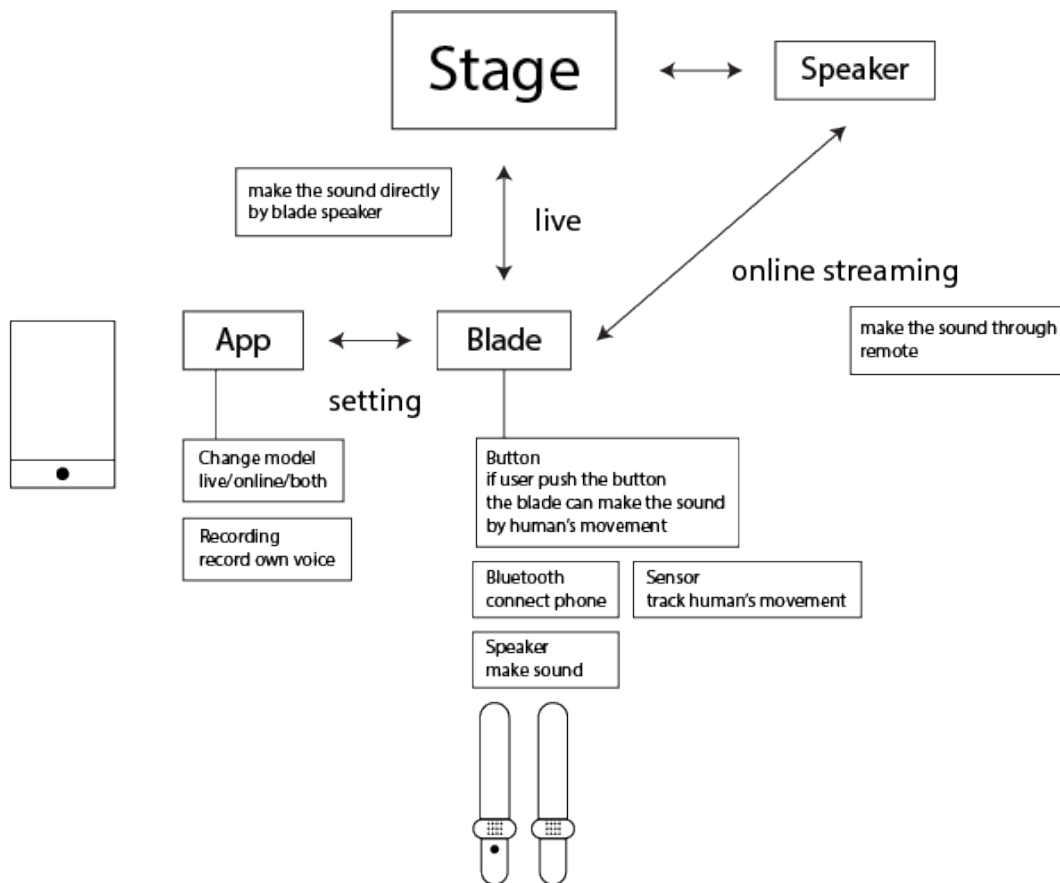 Stage
Speaker
make the sound directly
by blade speaker
live
online streaming
make the sound through
remote
App
Blade
setting
Change model
live/online/both
Recording
record own voice
Button
if user push the button
the blade can make the sound
by human's movement
Bluetooth
connect phone
Sensor
track human's movement
Speaker
make sound